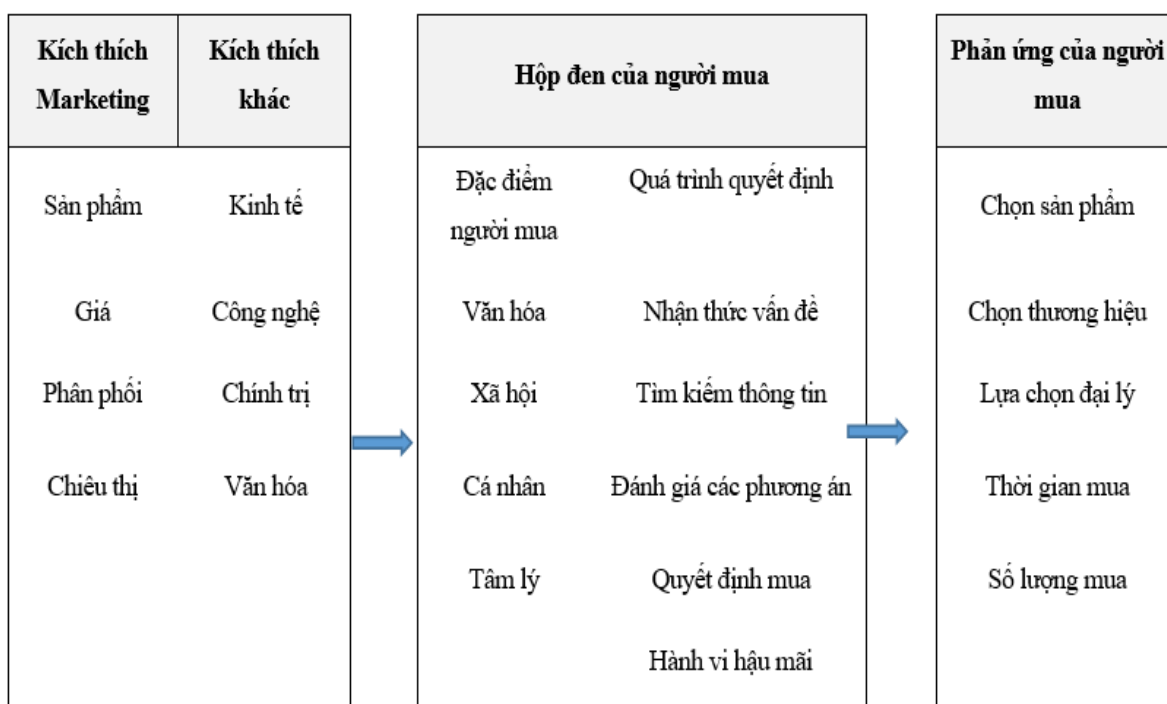 Kích thích
Marketing
Kích thích
khác
Sản phẩm
Kinh tế
Giá
Công nghệ
Phân phối
Chính trị
Chiêu thị
Văn hóa
Hộp đen của người mua
Đặc điểm
người mua
Quá trình quyết định
Văn hóa
Nhận thức vấn đề
Xã hội
Tìm kiếm thông tin
Cá nhân
Đánh giá các phương án
Tâm lý
Quyết định mua
Hành vi hậu mãi
Phản ứng của người
mua
Chọn sản phẩm
Chọn thương hiệu
Lựa chọn đại lý
Thời gian mua
Số lượng mua